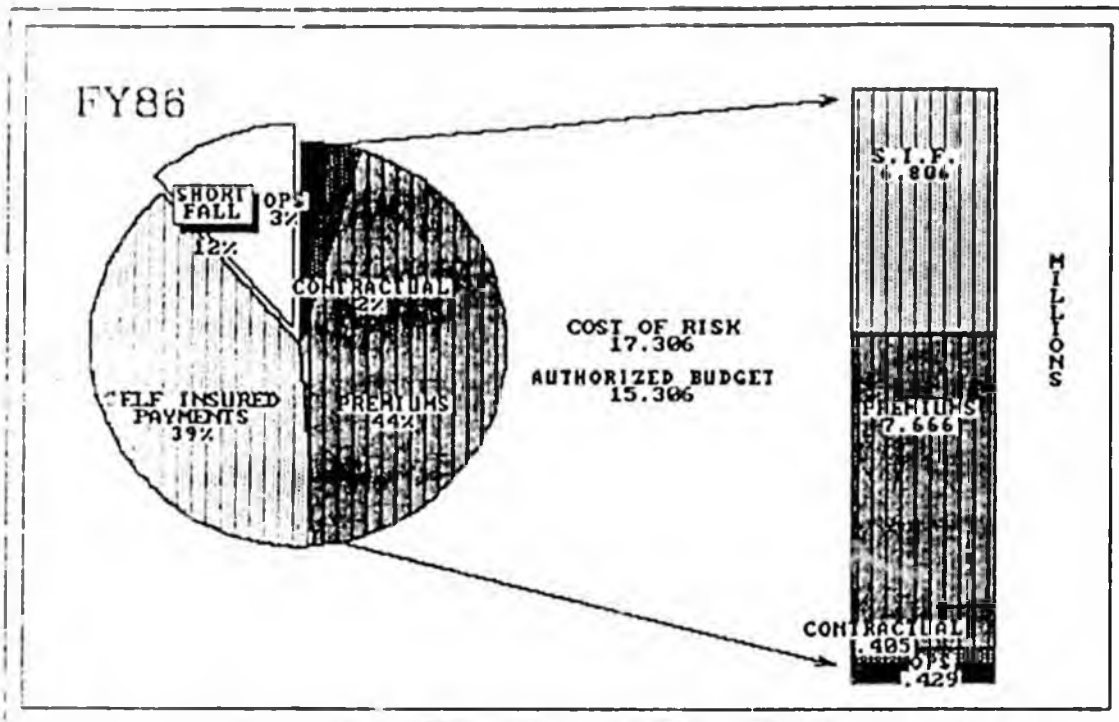 FY86
SHORT
FALL
12%
OPS
3%
CONTRACTUAL
2%
SELF INSURED
PAYMENTS
39%
PREMIUMS
44%
COST OF RISK
17.306
AUTHORIZED BUDGET
15.306
S.I.F.
6.806
PREMIUMS
7.666
CONTRACTUAL
.405
OPS
.429
MILLIONS